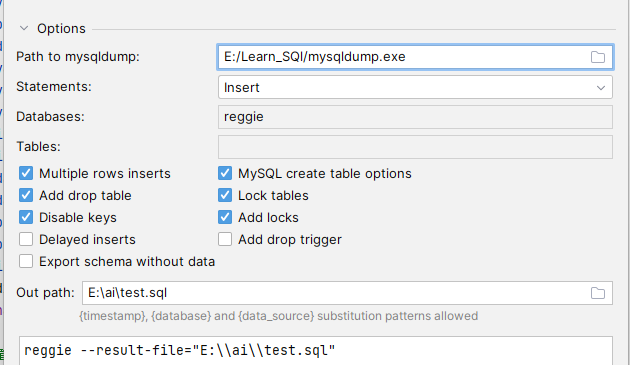 Options
Path to mysqldump: E:/Learn_SQl/mysqldump.exe
Statements: Insert
Databases: reggie
Tables:
Multiple rows inserts MySQL create table options
Add drop table Lock tables
Disable keys Add locks
Delayed inserts Add drop trigger
Export schema without data
Out path: E:\ai\test.sql
{timestamp}, {database} and {data_source} substitution patterns allowed
reggie --result-file="E:\\ai\\test.sql"